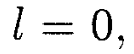 l = 0,